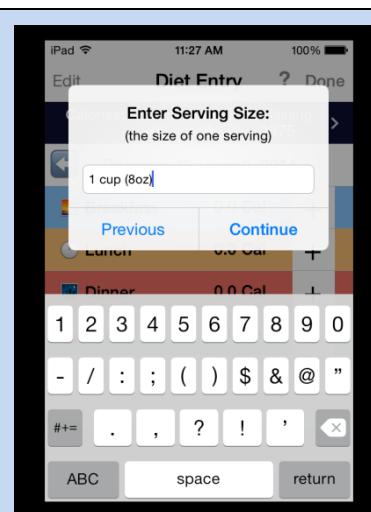 iPad 11:27 AM 100%
Edit Diet Entry ? Done
Enter Serving Size:
(the size of one serving)
1 cup (8oz)
Previous Continue
Lunch 0.0 Cal +
Dinner 0.0 Cal +
1 2 3 4 5 6 7 8 9 0
- / : ; ( ) $ & @ "
#+= . , ? ! '
ABC space return